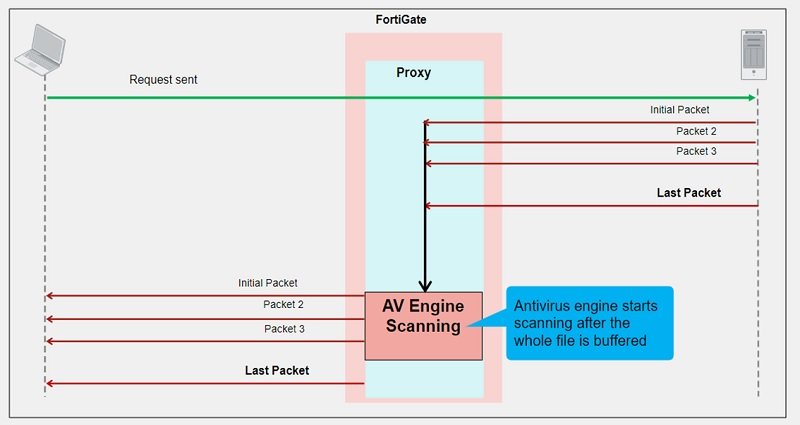 FortiGate
Proxy
Request sent
Initial Packet
Packet 2
Packet 3
Last Packet
Initial Packet
Packet 2
Packet 3
Last Packet
AV Engine
Scanning
Antivirus engine starts
scanning after the
whole file is buffered